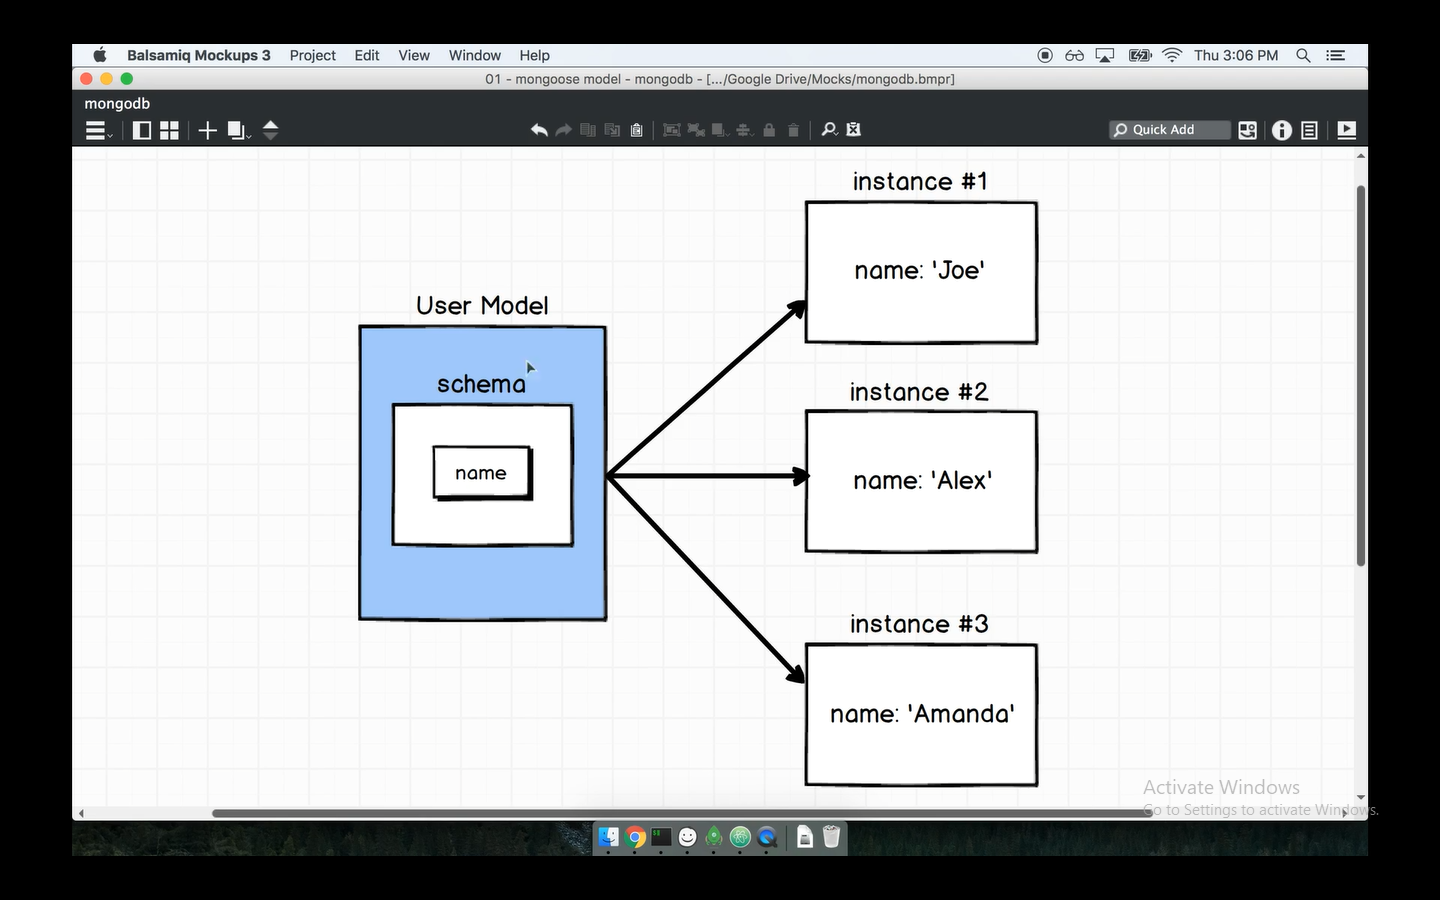 Balsamiq Mockups 3 Project Edit View Window Help Thu 3:06 PM
01 - mongoose model - mongodb - [.../Google Drive/Mocks/mongodb.bmpr]
mongodb
Quick Add
instance #1
name: 'Joe'
User Model
schema
name
instance #2
name: 'Alex'
instance #3
name: 'Amanda'
Activate Windows
Go to Settings to activate Windows.